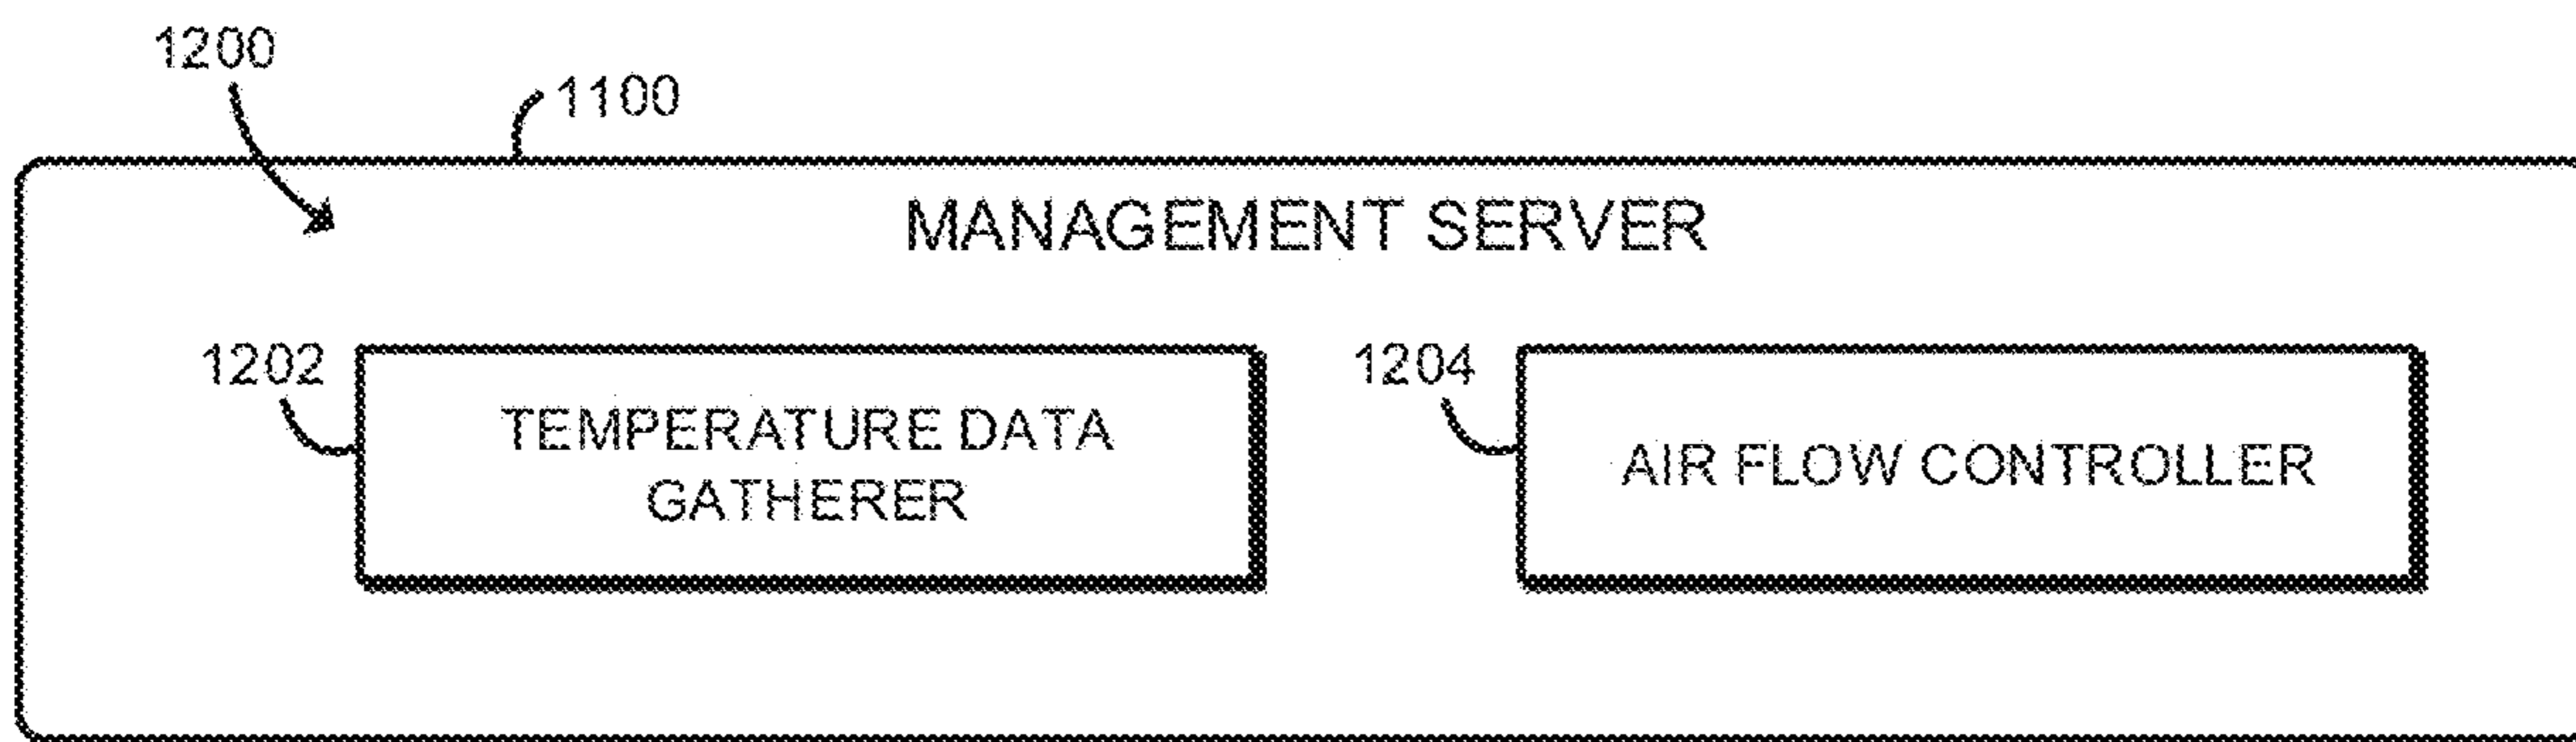 1200
1100
MANAGEMENT SERVER
1202
TEMPERATURE DATA
GATHERER
1204
AIR FLOW CONTROLLER